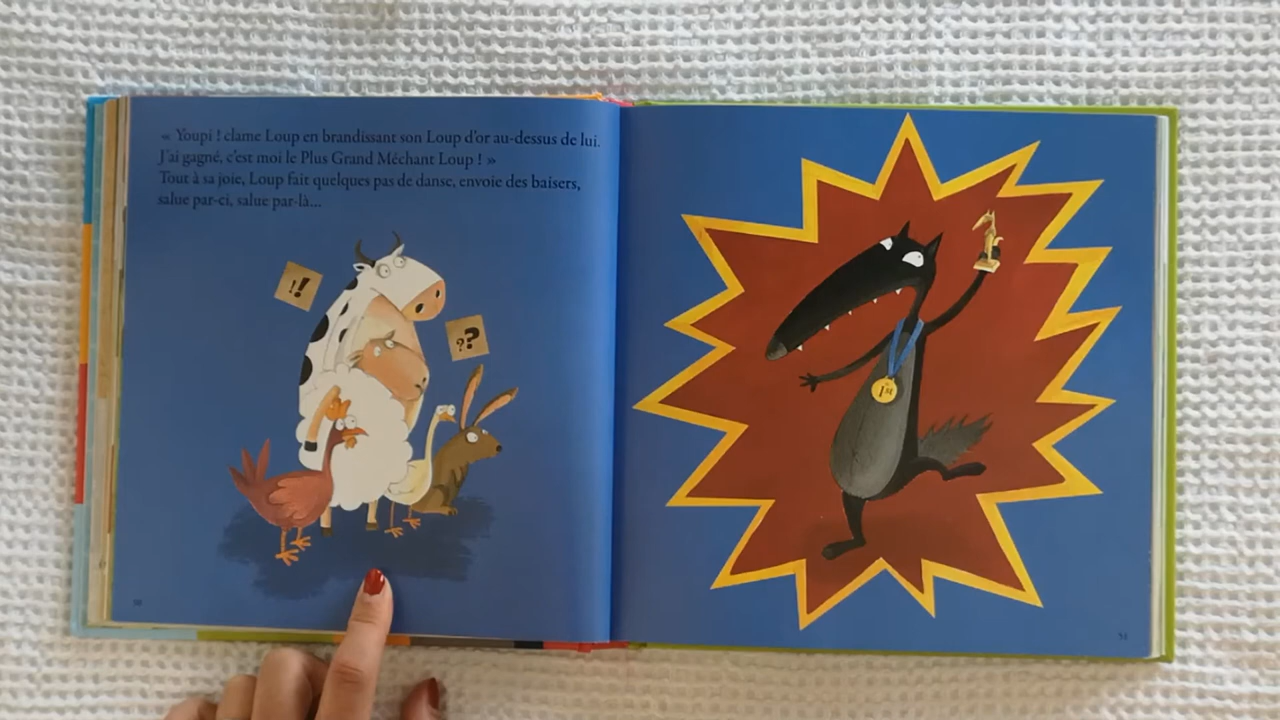 « Youpi ! clame Loup en brandissant son Loup d'or au-dessus de lui.
J'ai gagné, c'est moi le Plus Grand Méchant Loup ! »
Tout à sa joie, Loup fait quelques pas de danse, envoie des baisers,
salue par-ci, salue par-là...
!!
??
1st